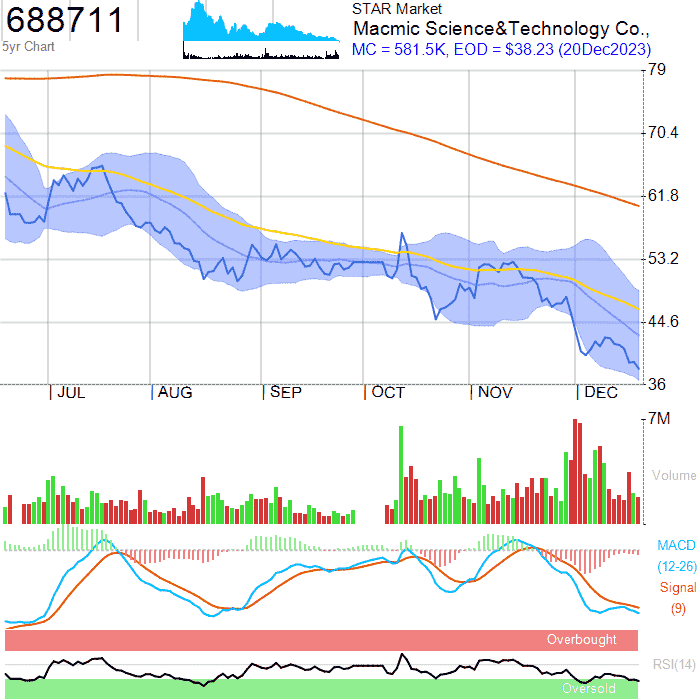 688711
5yr Chart
STAR Market
Macmic Science&Technology Co.,
MC = 581.5K, EOD = $38.23 (20Dec2023)
79
70.4
61.8
53.2
44.6
36
JUL AUG SEP OCT NOV DEC
7M
Volume
MACD
(12-26)
Signal
(9)
Overbought
RSI(14)
Oversold